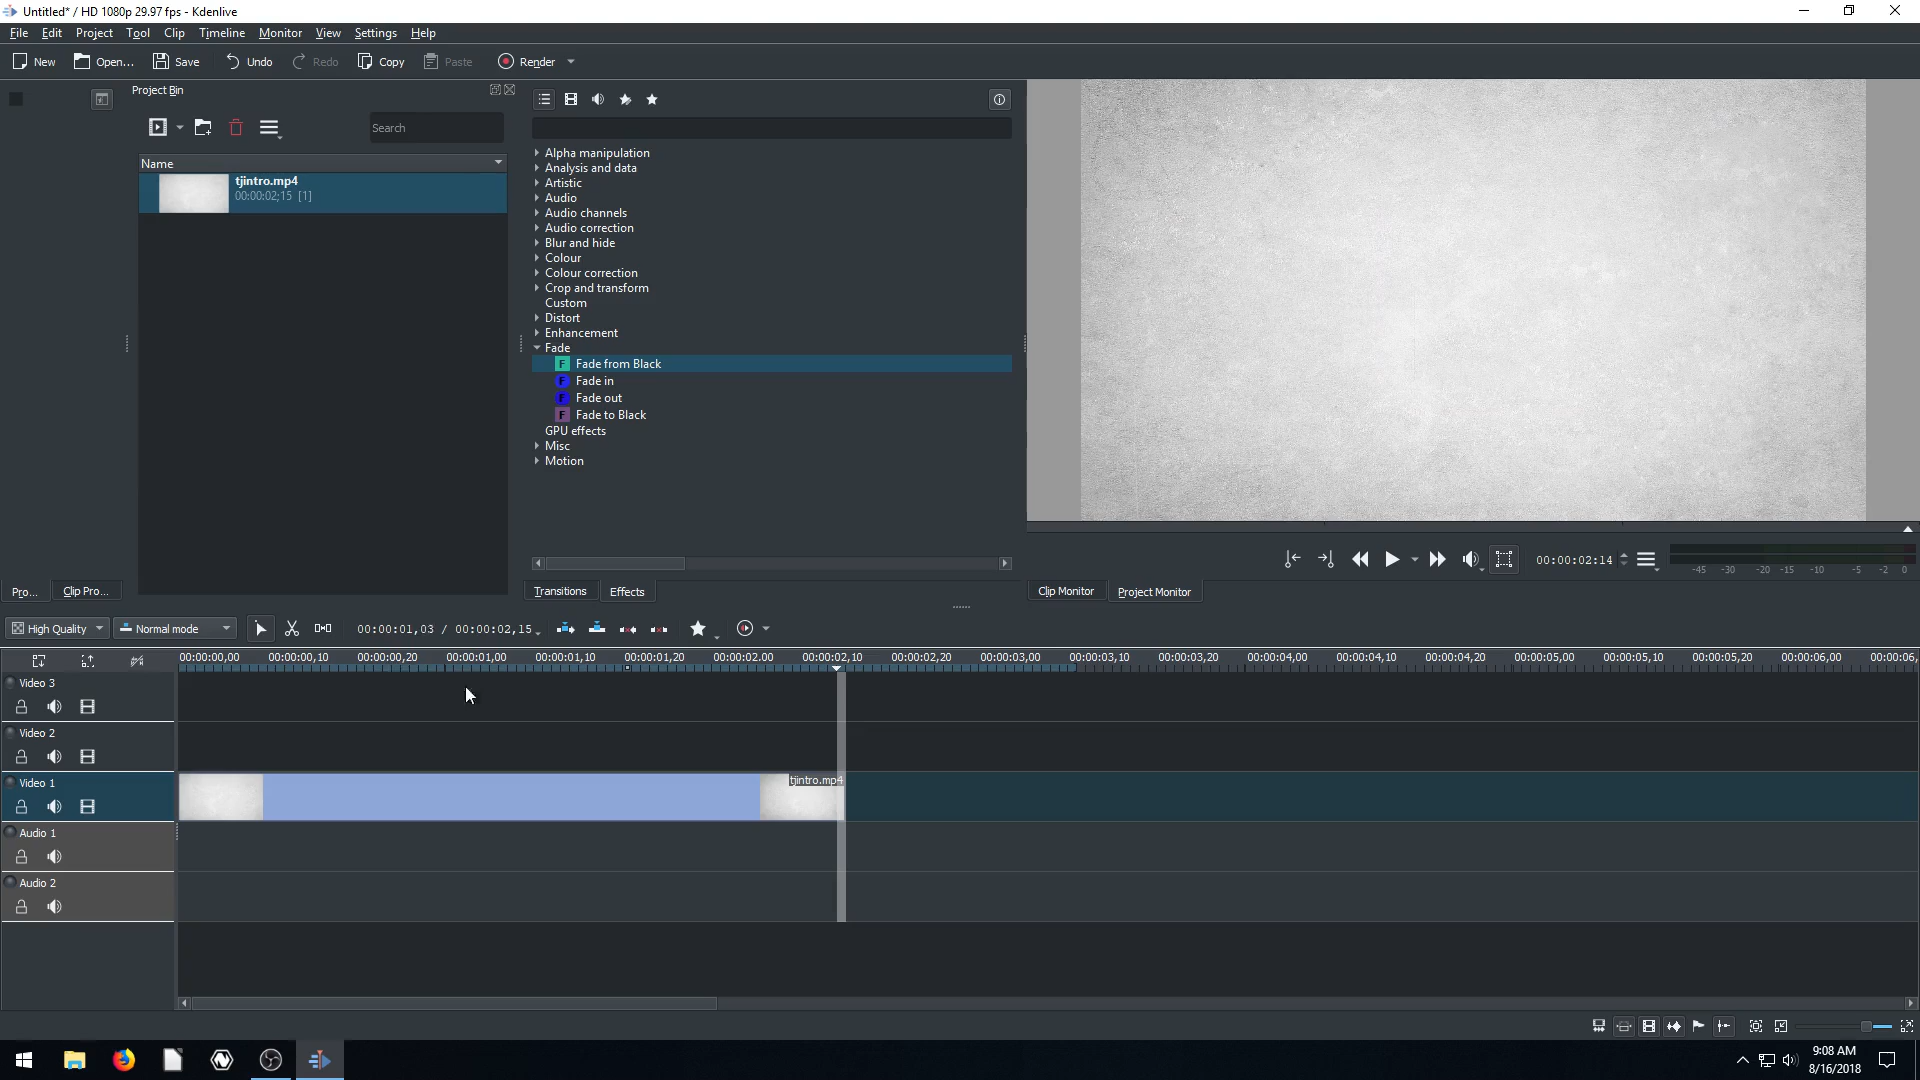 Untitled* / HD 1080p 29.97 fps - Kdenlive
File Edit Project Tool Clip Timeline Monitor View Settings Help
New Open... Save Undo Redo Copy Paste Render
Project Bin
Search
Name
tjintro.mp4
00:00:02;15 [1]
Alpha manipulation
Analysis and data
Artistic
Audio
Audio channels
Audio correction
Blur and hide
Colour
Colour correction
Crop and transform
Custom
Distort
Enhancement
Fade
F Fade from Black
F Fade in
F Fade out
F Fade to Black
GPU effects
Misc
Motion
00:00:02:14
-45 -30 -20 -15 -10 -5 -2 0
Pro... Clip Pro... Transitions Effects Clip Monitor Project Monitor
High Quality Normal mode 00:00:01,03 / 00:00:02,15
00:00:00,00 00:00:00,10 00:00:00,20 00:00:01,00 00:00:01,10 00:00:01,20 00:00:02.00 00:00:02,10 00:00:02,20 00:00:03,00 00:00:03,10 00:00:03,20 00:00:04,00 00:00:04,10 00:00:04,20 00:00:05,00 00:00:05,10 00:00:05,20 00:00:06,00 00:00:06,
Video 3
Video 2
Video 1
tjintro.mp4
Audio 1
Audio 2
9:08 AM
8/16/2018